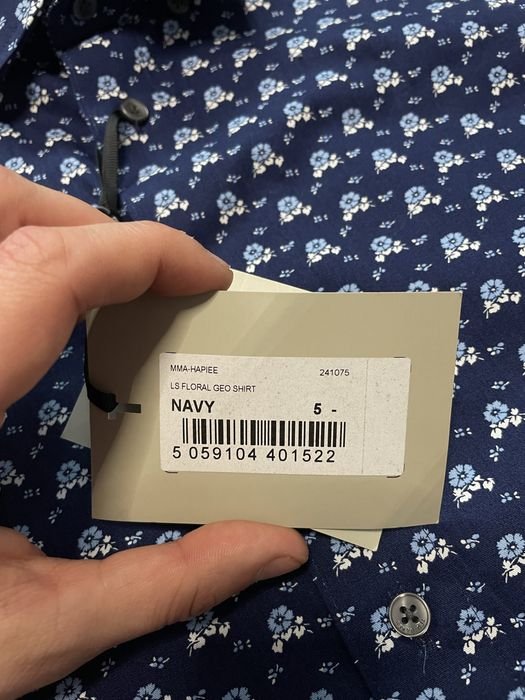 MMA-HAPIEE 241075
LS FLORAL GEO SHIRT
NAVY 5 -
5 059104 401522